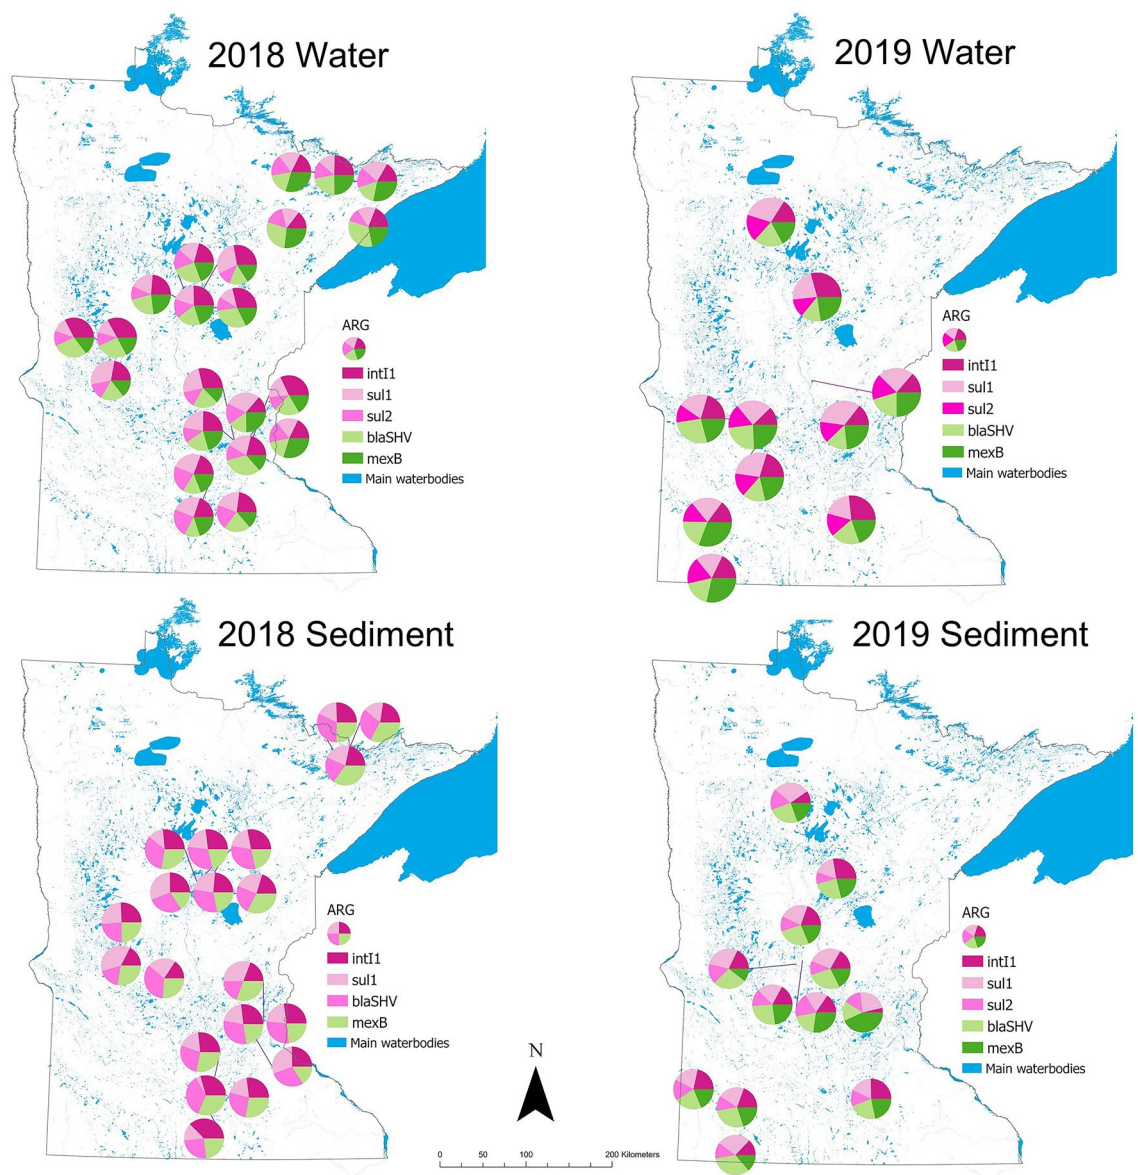 2018 Water
ARG
intI1
sul1
sul2
blaSHV
mexB
Main waterbodies
2019 Water
ARG
intI1
sul1
sul2
blaSHV
mexB
Main waterbodies
2018 Sediment
ARG
intI1
sul1
blaSHV
mexB
Main waterbodies
2019 Sediment
ARG
intI1
sul1
sul2
blaSHV
mexB
Main waterbodies
N
0 50 100 200 Kilometers